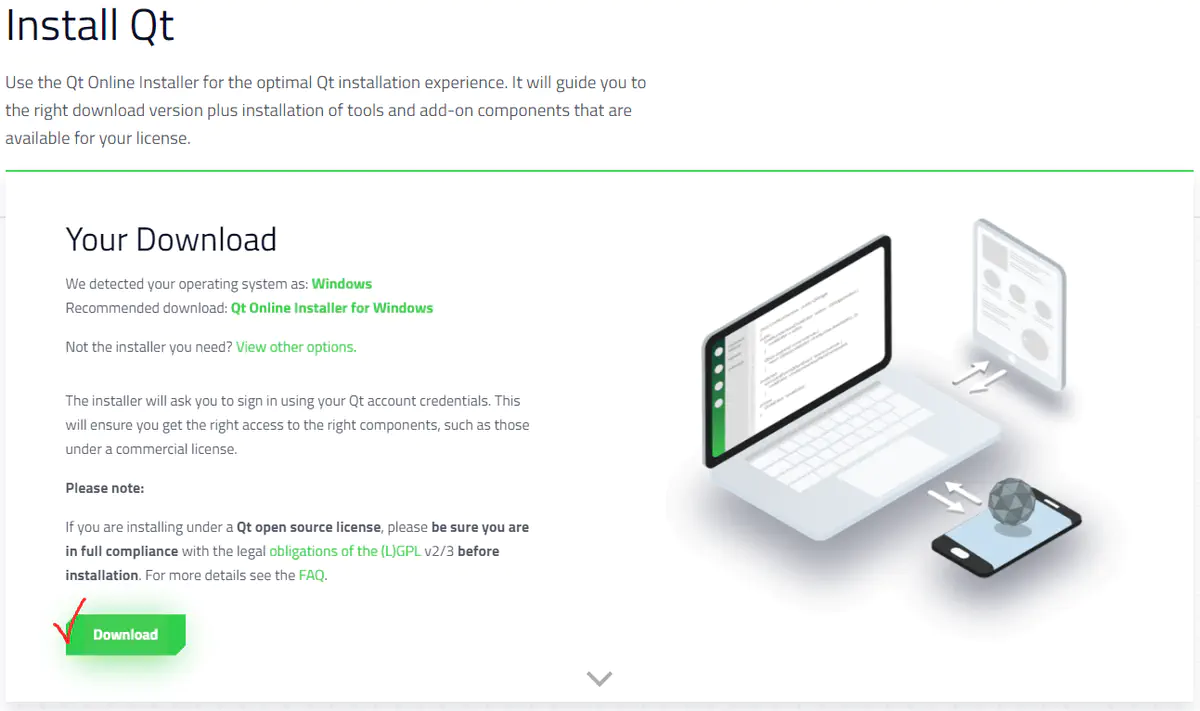 Install Qt
Use the Qt Online Installer for the optimal Qt installation experience. It will guide you to
the right download version plus installation of tools and add-on components that are
available for your license.
Your Download
We detected your operating system as: Windows
Recommended download: Qt Online Installer for Windows
Not the installer you need? View other options.
The installer will ask you to sign in using your Qt account credentials. This
will ensure you get the right access to the right components, such as those
under a commercial license.
Please note:
If you are installing under a Qt open source license, please be sure you are
in full compliance with the legal obligations of the (L)GPL v2/3 before
installation. For more details see the FAQ.
Download